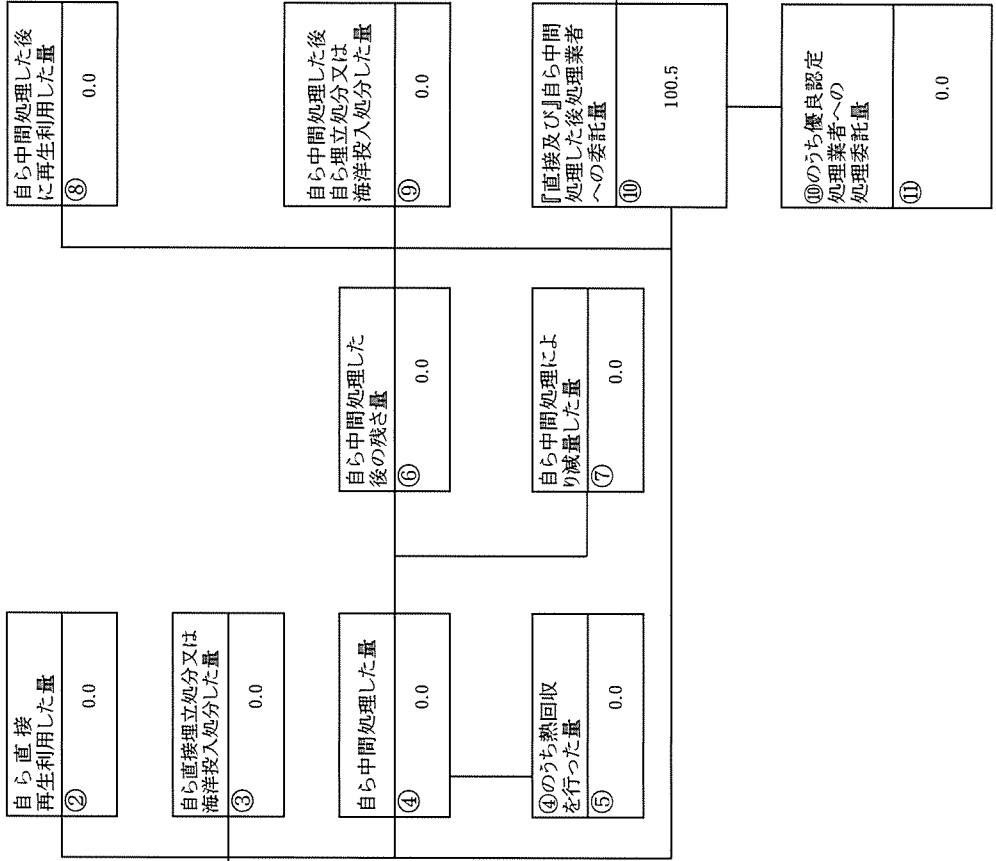 自 ら 直 接
再生利用した量
②
0.0
自ら直接埋立処分又は
海洋投入処分した量
③
0.0
自ら中間処理した量
④
0.0
④のうち熱回収
を行った量
⑤
0.0
自ら中間処理した
後の残さ量
⑥
0.0
自ら中間処理によ
り減量した量
⑦
0.0
自ら中間処理した後
に再生利用した量
⑧
0.0
自ら中間処理した後
自ら埋立処分又は
海洋投入処分した量
⑨
0.0
『直接及び』自ら中間
処理した後処理業者
への委託量
⑩
100.5
⑩のうち優良認定
処理業者への
処理委託量
⑪
0.0